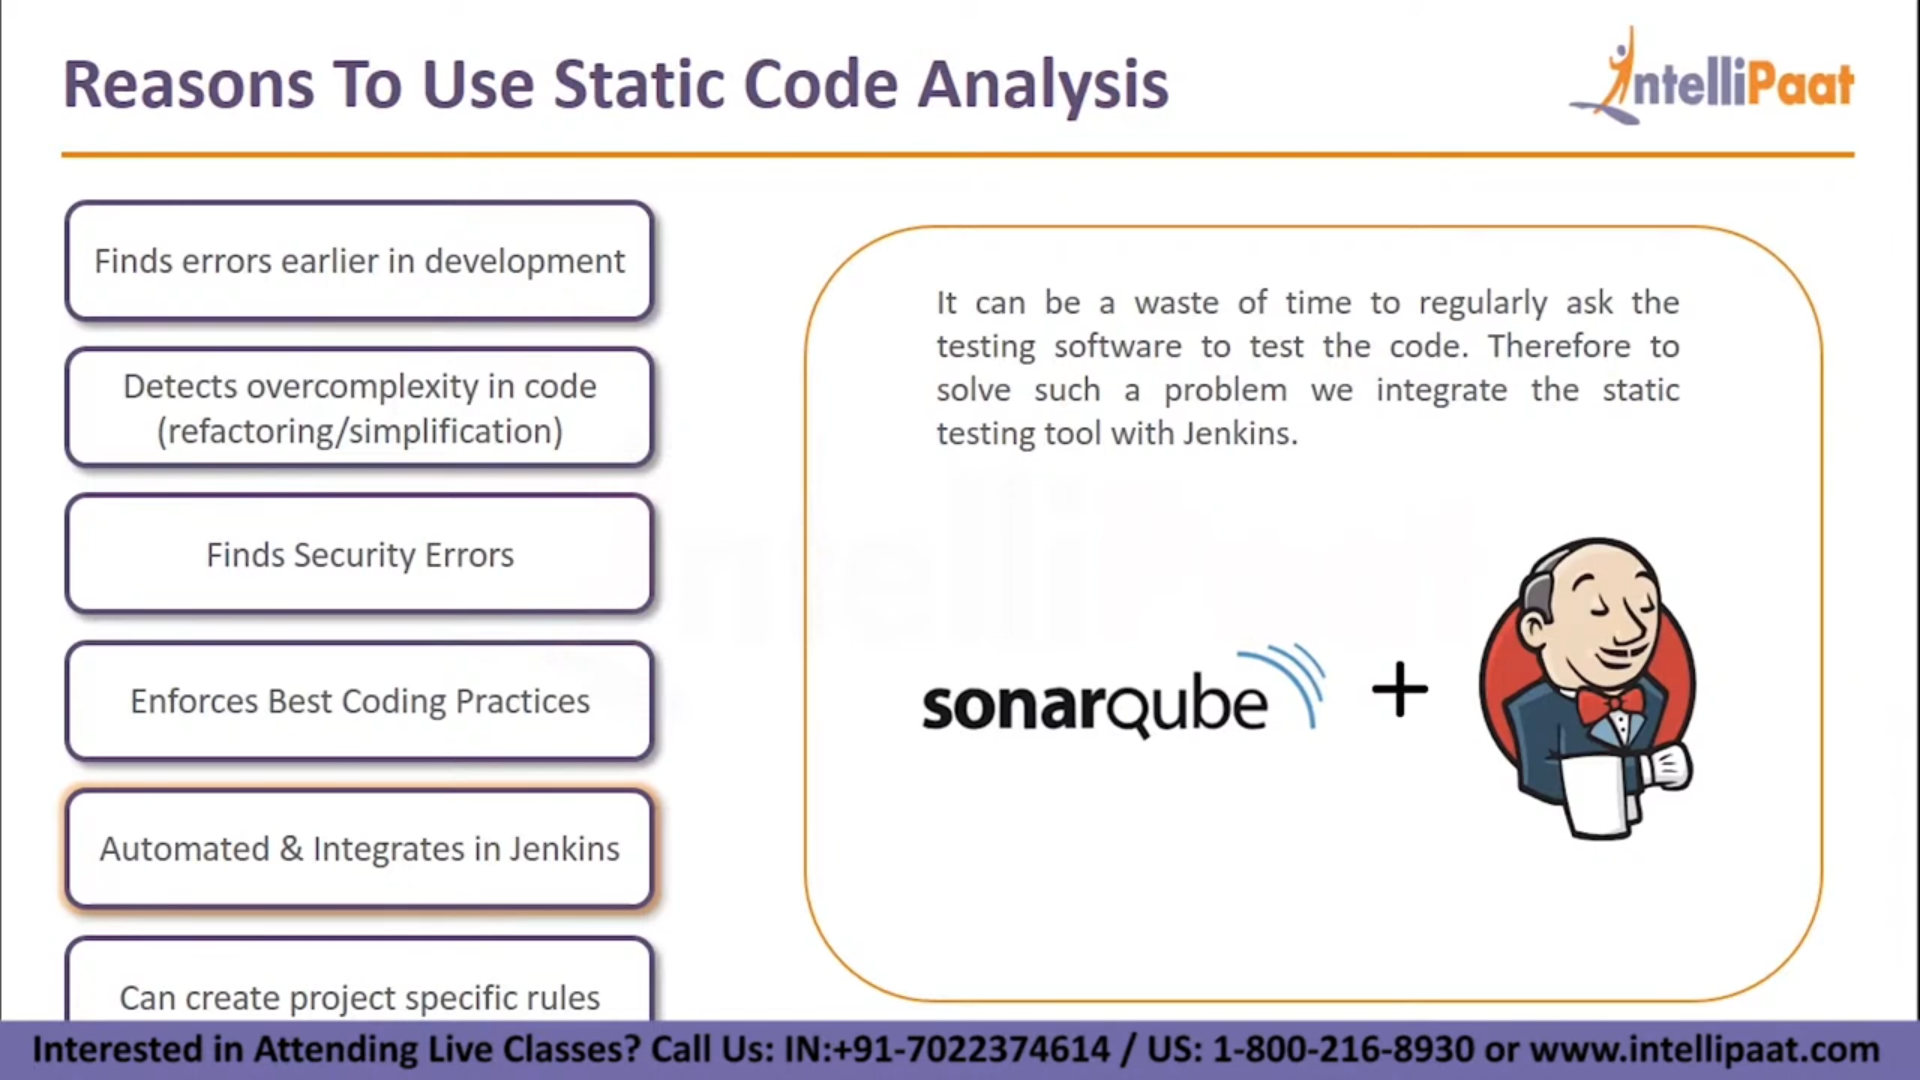 Reasons To Use Static Code Analysis
IntelliPaat
Finds errors earlier in development
Detects overcomplexity in code
(refactoring/simplification)
Finds Security Errors
Enforces Best Coding Practices
Automated & Integrates in Jenkins
Can create project specific rules
It can be a waste of time to regularly ask the
testing software to test the code. Therefore to
solve such a problem we integrate the static
testing tool with Jenkins.
sonarqube
+
Interested in Attending Live Classes? Call Us: IN:+91-7022374614 / US: 1-800-216-8930 or www.intellipaat.com